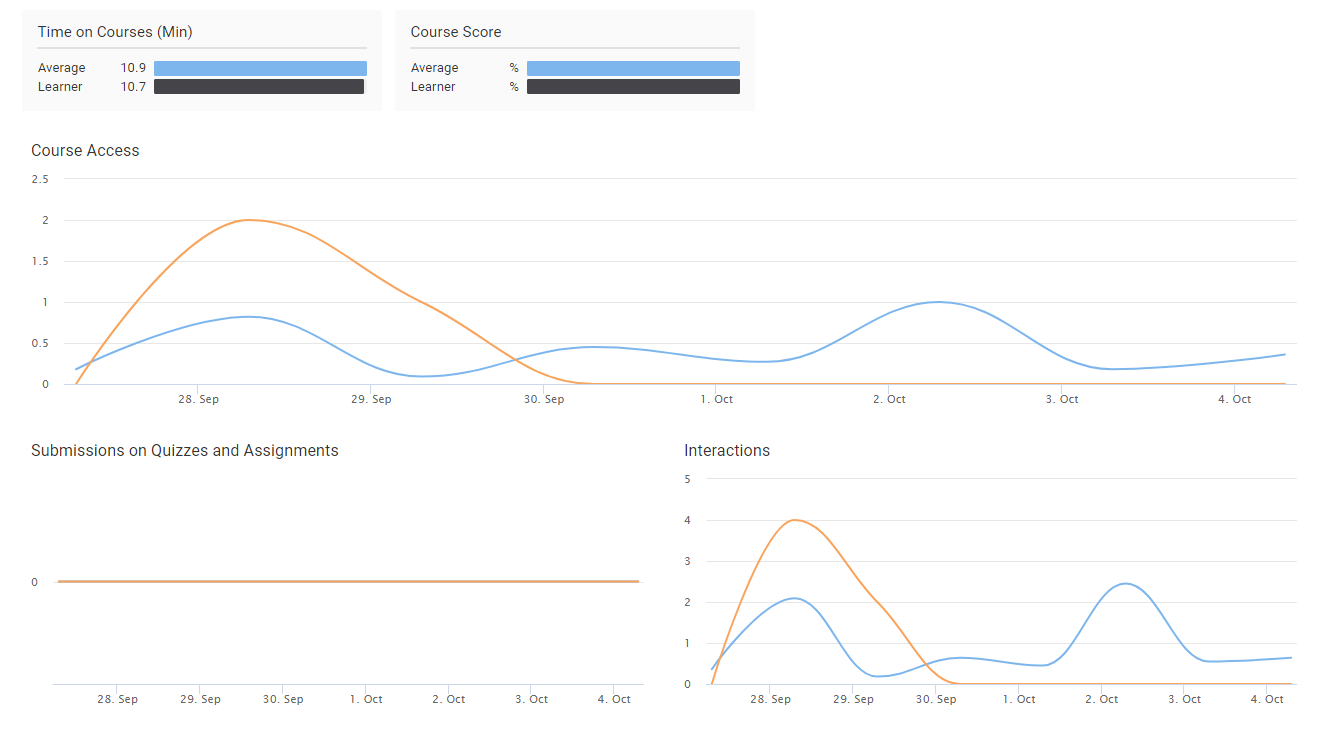 Time on Courses (Min)
Average 10.9
Learner 10.7
Course Score
Average %
Learner %
Course Access
2.5
2
1.5
1
0.5
0
28. Sep 29. Sep 30. Sep 1. Oct 2. Oct 3. Oct 4. Oct
Submissions on Quizzes and Assignments
0
28. Sep 29. Sep 30. Sep 1. Oct 2. Oct 3. Oct 4. Oct
Interactions
5
4
3
2
1
0
28. Sep 29. Sep 30. Sep 1. Oct 2. Oct 3. Oct 4. Oct